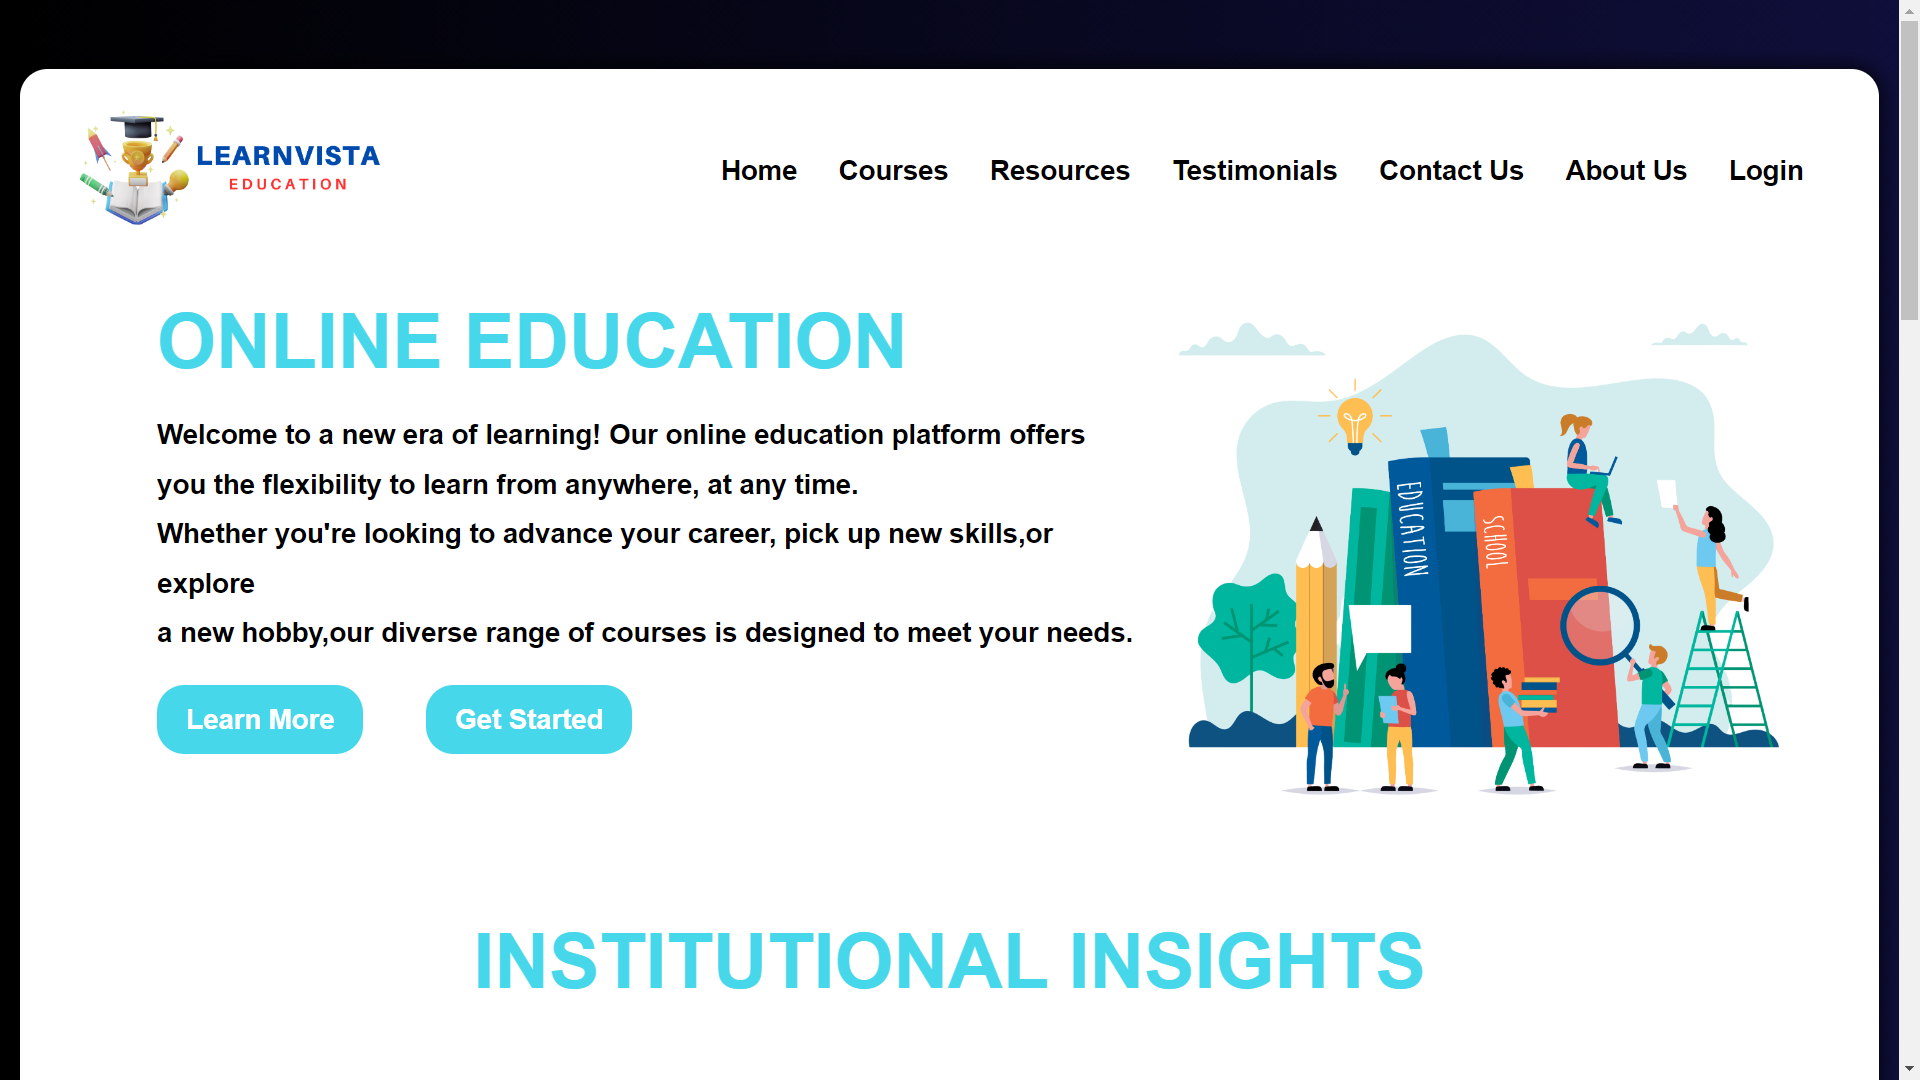 LEARNVISTA
EDUCATION
Home Courses Resources Testimonials Contact Us About Us Login
ONLINE EDUCATION
Welcome to a new era of learning! Our online education platform offers
you the flexibility to learn from anywhere, at any time.
Whether you're looking to advance your career, pick up new skills,or
explore
a new hobby,our diverse range of courses is designed to meet your needs.
Learn More Get Started
EDUCATION
SCHOOL
INSTITUTIONAL INSIGHTS